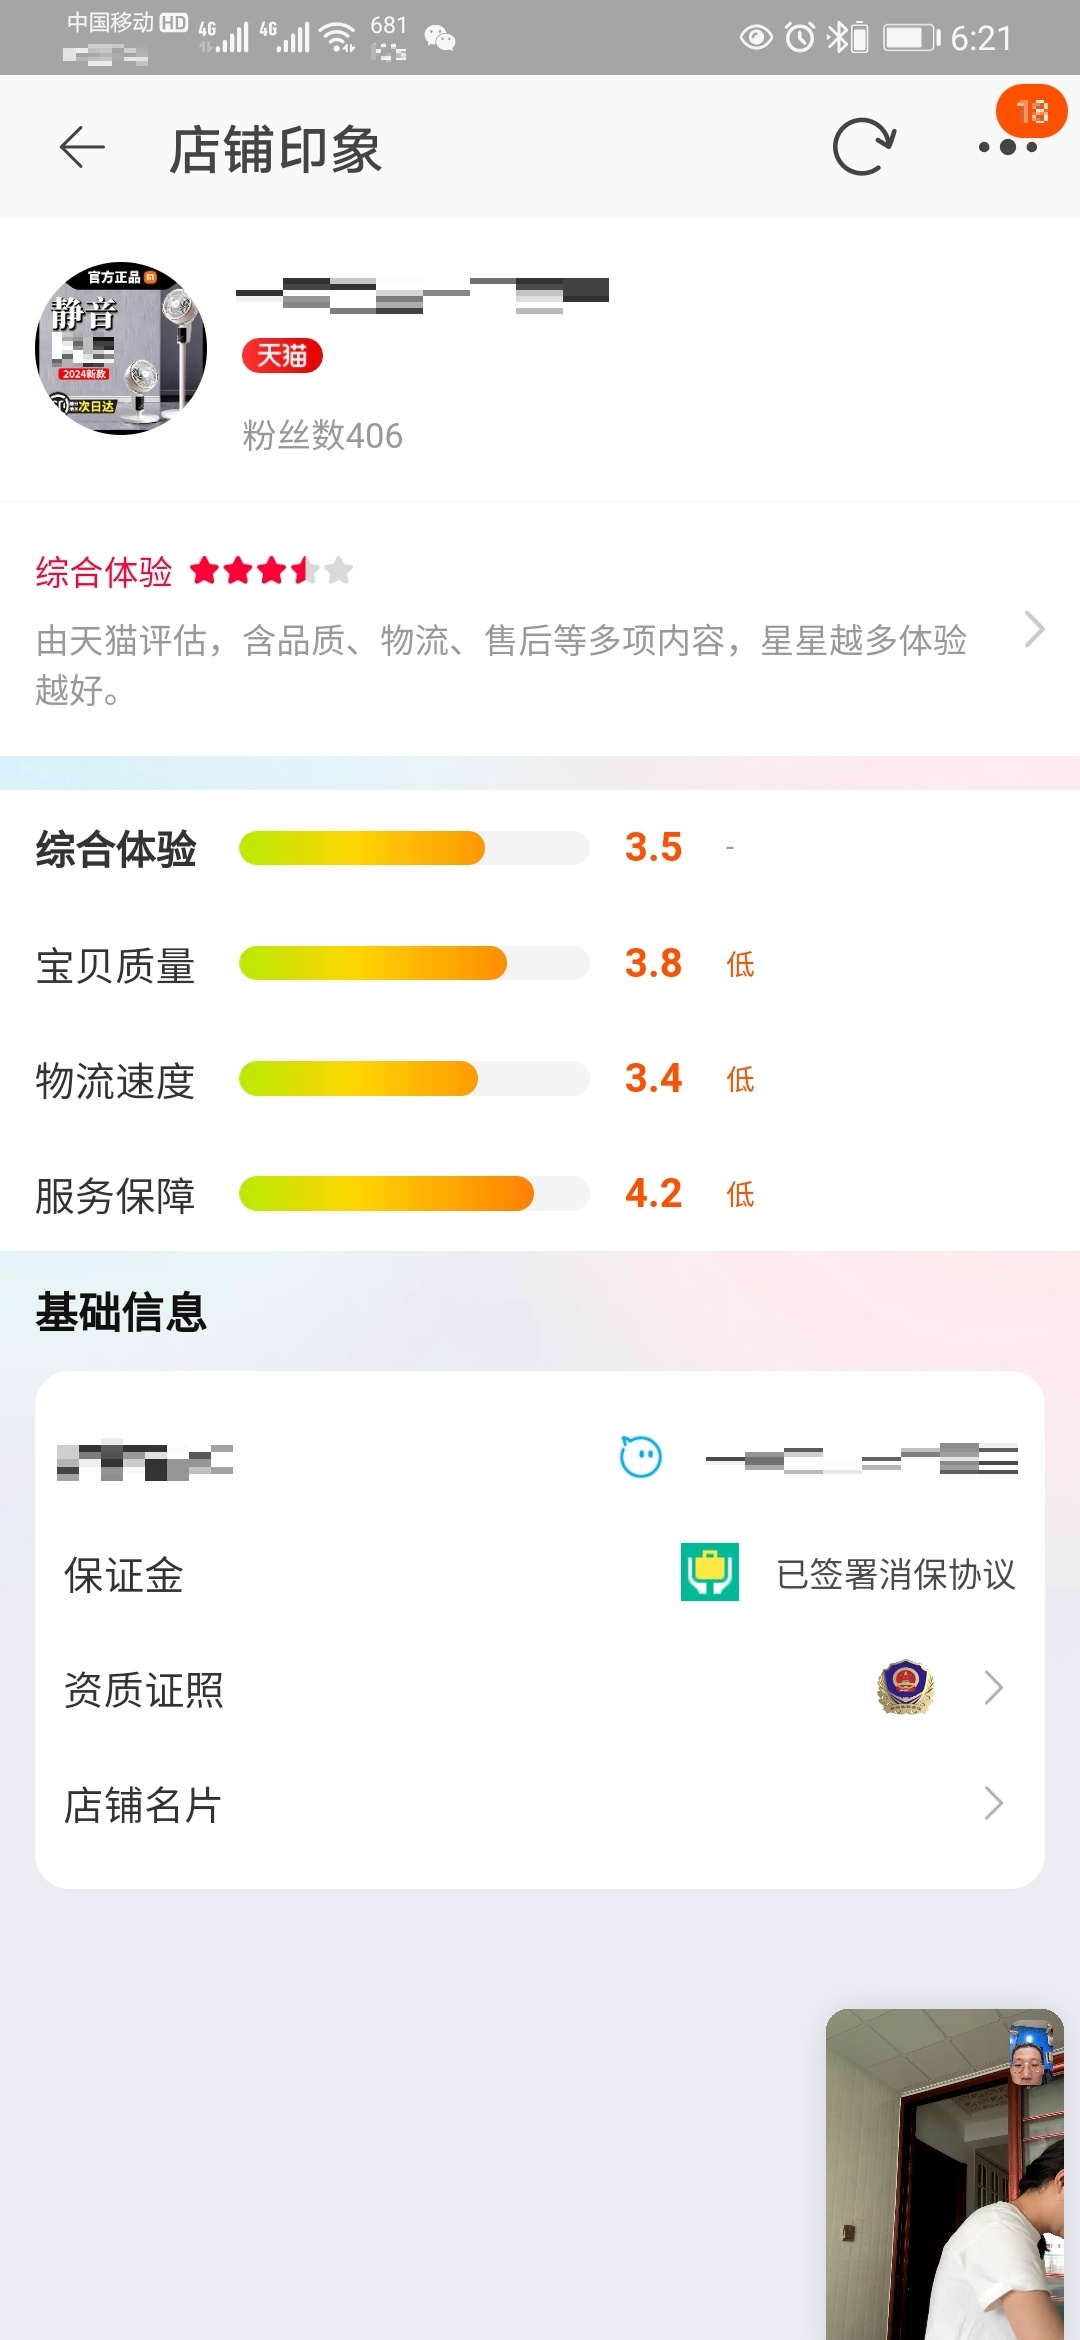 中国移动 HD 4G 4G 681 6:21
店铺印象
官方正品
静音
2024新款
次日达
天猫
粉丝数406
综合体验
由天猫评估，含品质、物流、售后等多项内容，星星越多体验
越好。
综合体验 3.5 -
宝贝质量 3.8 低
物流速度 3.4 低
服务保障 4.2 低
基础信息
保证金 已签署消保协议
资质证照
店铺名片